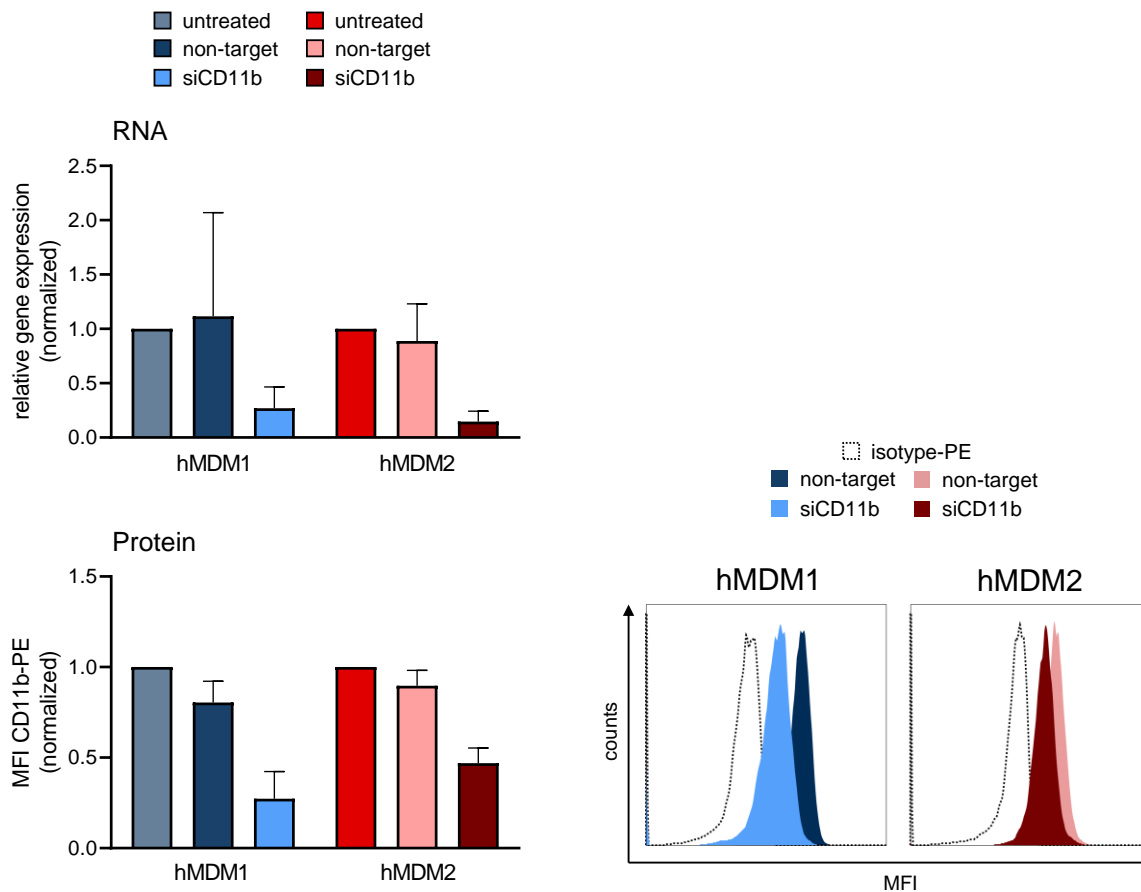 untreated untreated
non-target non-target
siCD11b siCD11b
RNA
relative gene expression
(normalized)
2.5
2.0
1.5
1.0
0.5
0.0
hMDM1 hMDM2
Protein
MFI CD11b-PE
(normalized)
1.5
1.0
0.5
0.0
hMDM1 hMDM2
isotype-PE
non-target non-target
siCD11b siCD11b
hMDM1 hMDM2
counts
MFI